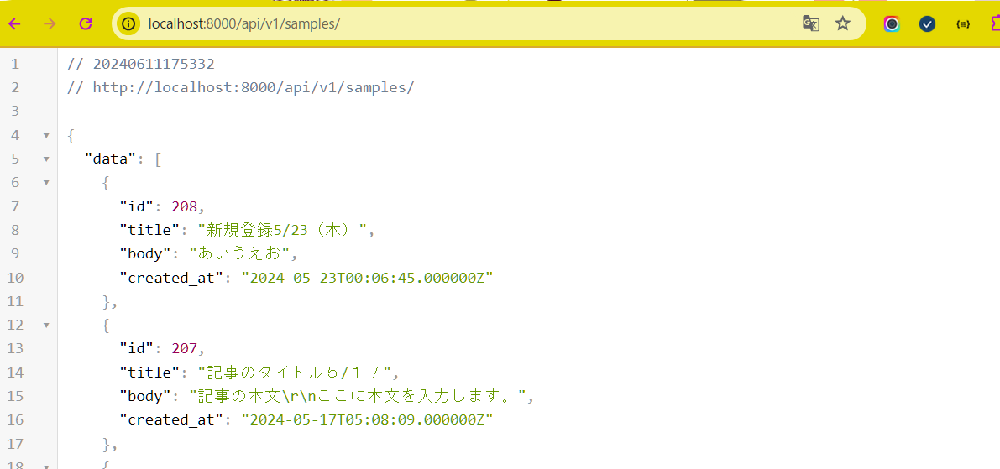 localhost:8000/api/v1/samples/
1 // 20240611175332
2 // http://localhost:8000/api/v1/samples/
3
4 {
5 "data": [
6 {
7 "id": 208,
8 "title": "新規登録5/23（木）",
9 "body": "あいうえお",
10 "created_at": "2024-05-23T00:06:45.000000Z"
11 },
12 {
13 "id": 207,
14 "title": "記事のタイトル５/１７",
15 "body": "記事の本文\r\nここに本文を入力します。",
16 "created_at": "2024-05-17T05:08:09.000000Z"
17 },
18 {